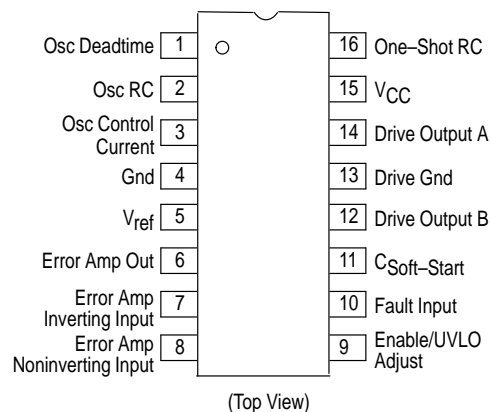 Osc Deadtime 1
Osc RC 2
Osc Control
Current 3
Gnd 4
Vref 5
Error Amp Out 6
Error Amp
Inverting Input 7
Error Amp
Noninverting Input 8
16 One–Shot RC
15 VCC
14 Drive Output A
13 Drive Gnd
12 Drive Output B
11 CSoft–Start
10 Fault Input
9 Enable/UVLO
Adjust
(Top View)